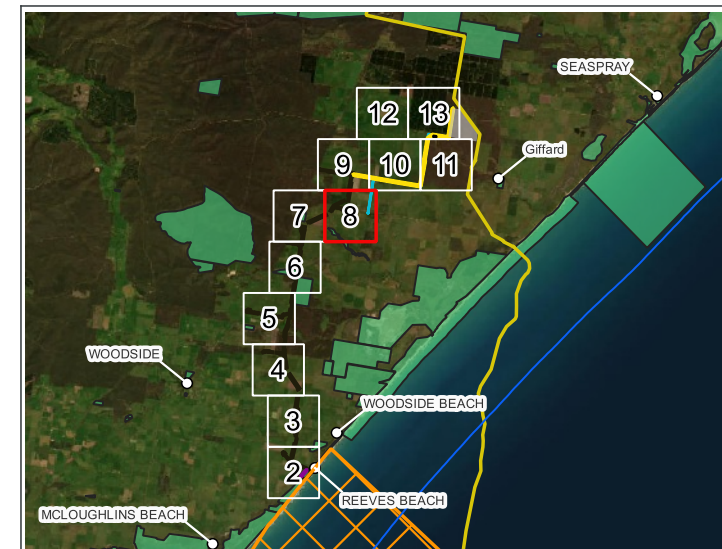 SEASPRAY
12
13
Giffard
9
10
11
7
8
6
5
WOODSIDE
4
WOODSIDE BEACH
3
2
REEVES BEACH
MCLOUGHLINS BEACH